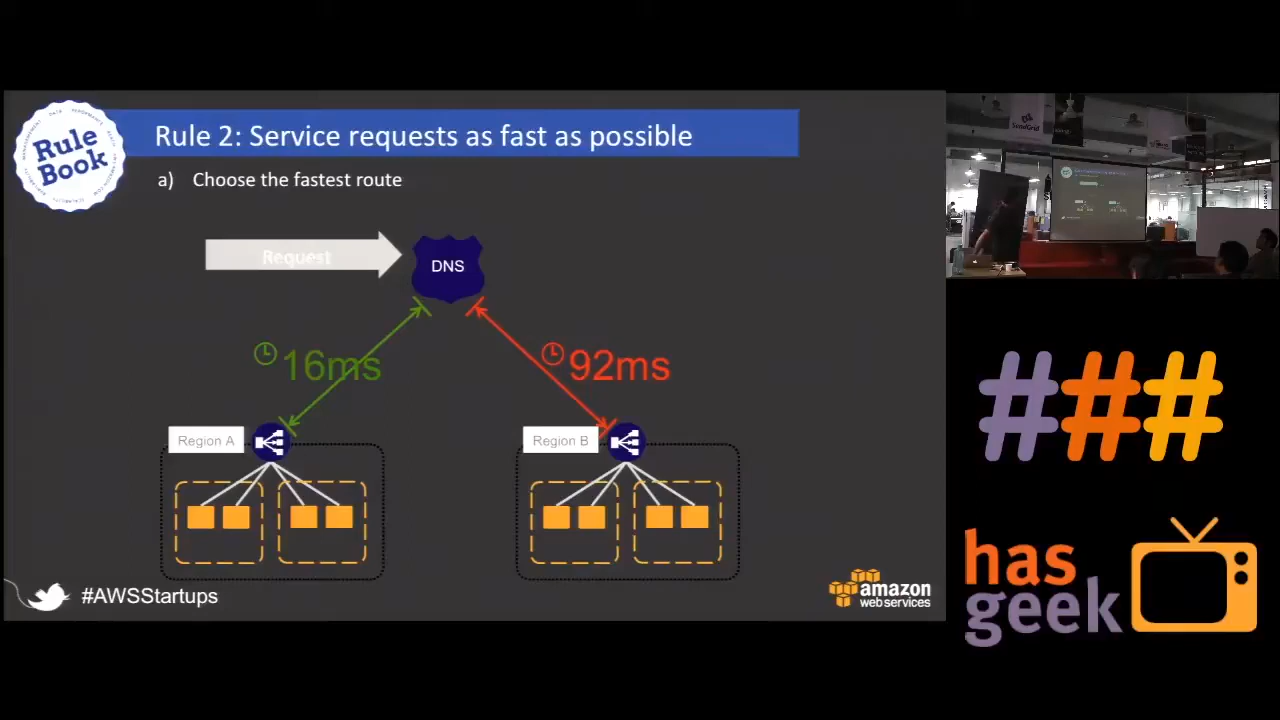 Rule Book
Rule 2: Service requests as fast as possible
a) Choose the fastest route
Request
DNS
16ms
92ms
Region A
Region B
#AWSStartups
amazon
web services
SendGrid
###
has
geek